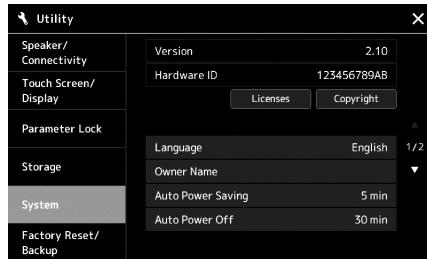 Utility
Speaker/
Connectivity
Touch Screen/
Display
Parameter Lock
Storage
System
Factory Reset/
Backup
Version 2.10
Hardware ID 123456789AB
Licenses Copyright
Language English
1/2
Owner Name
Auto Power Saving 5 min
Auto Power Off 30 min